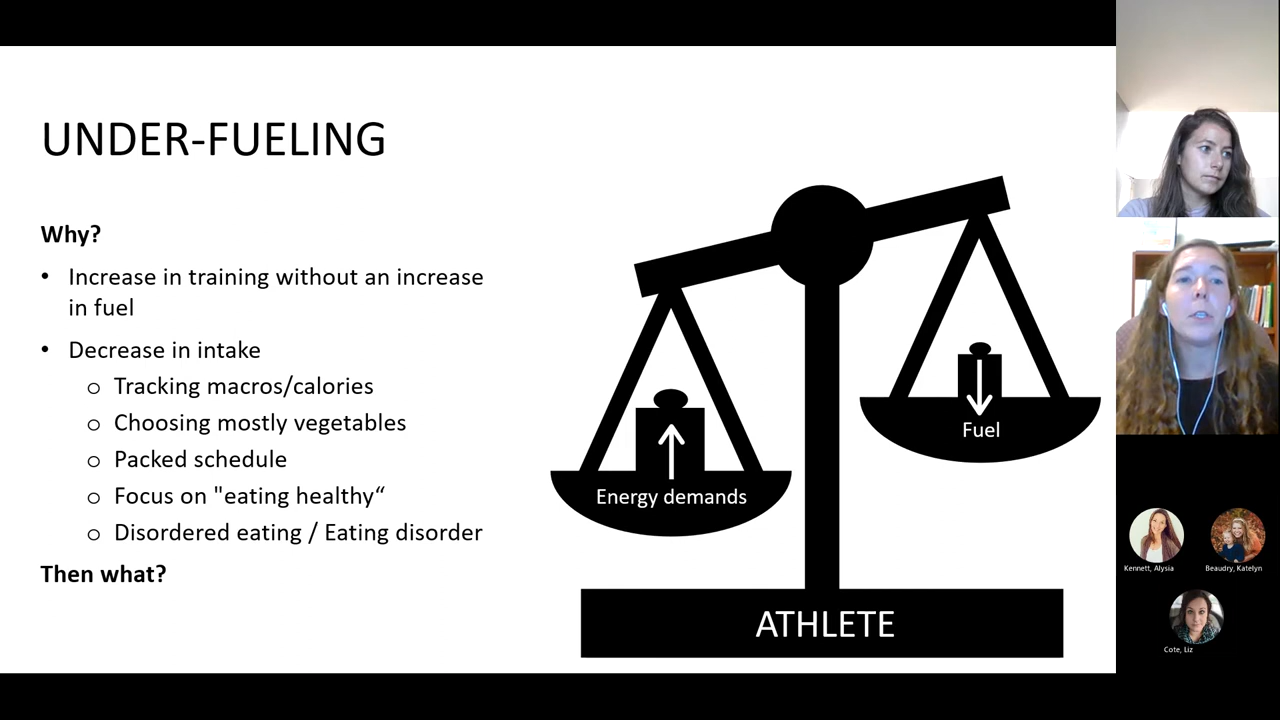 UNDER-FUELING
Why?
• Increase in training without an increase
in fuel
• Decrease in intake
o Tracking macros/calories
o Choosing mostly vegetables
o Packed schedule
o Focus on "eating healthy“
o Disordered eating / Eating disorder
Then what?
Energy demands
Fuel
ATHLETE
Kennett, Alysia
Beaudry, Katelyn
Cote, Liz